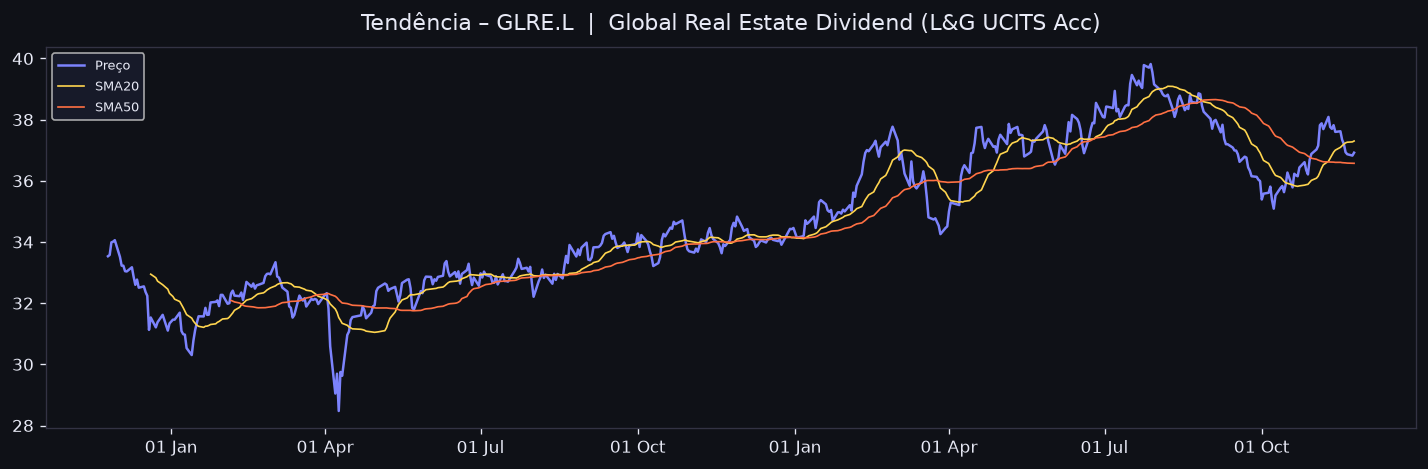 Tendência – GLRE.L | Global Real Estate Dividend (L&G UCITS Acc)
Preço
SMA20
SMA50
40
38
36
34
32
30
28
01 Jan
01 Apr
01 Jul
01 Oct
01 Jan
01 Apr
01 Jul
01 Oct